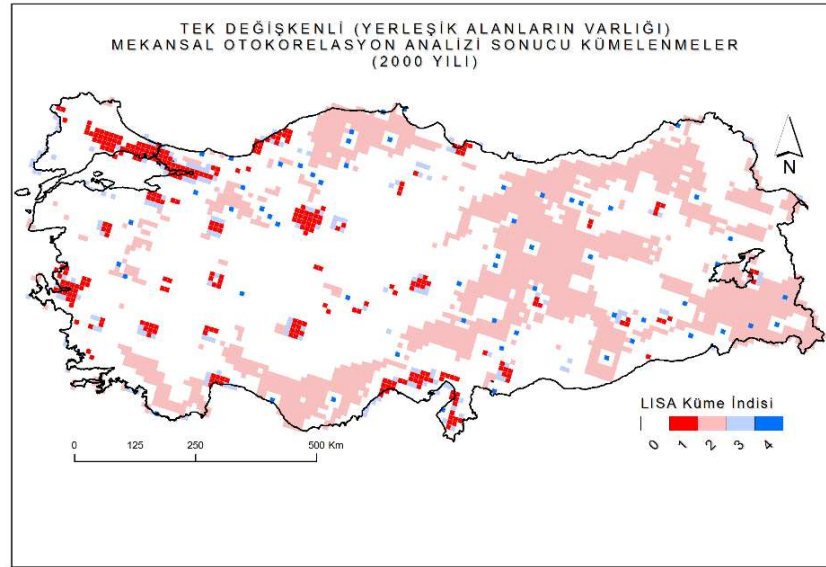 TEK DEĞİŞKENLİ (YERLEŞİK ALANLARIN VARLIĞI)
MEKANSAL OTOKORELASYON ANALİZİ SONUCU KÜMELENMELER
(2000 YILI)
N
LISA Küme İndisi
0 1 2 3 4
0 125 250 500 Km